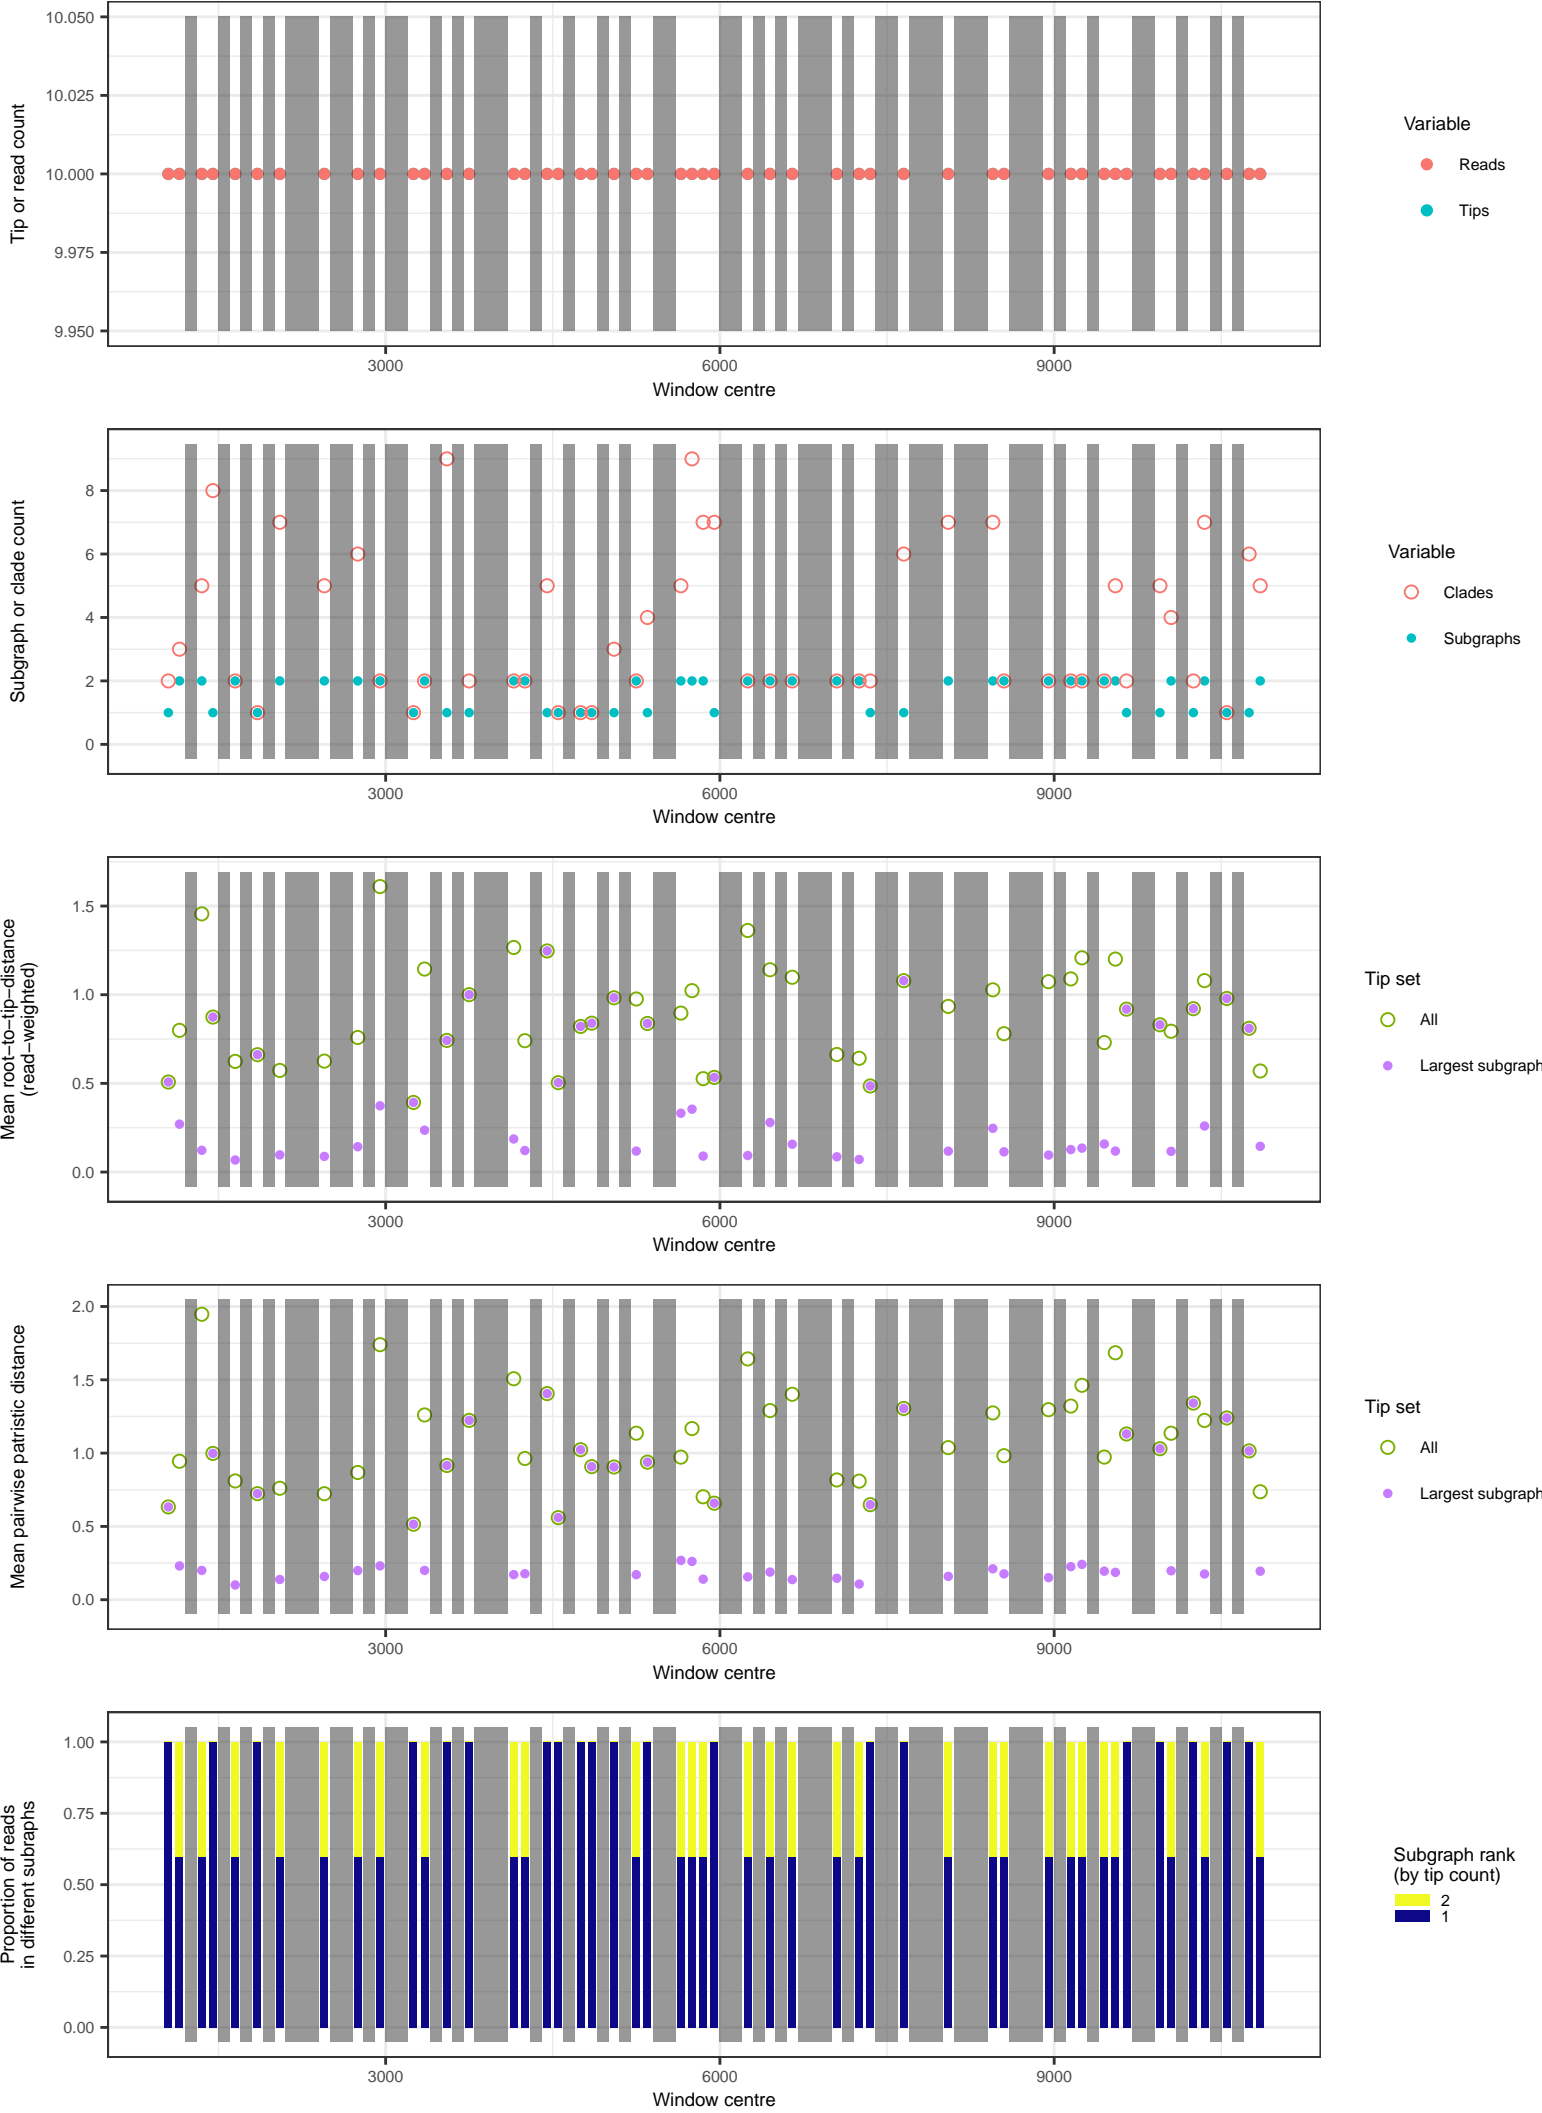 10.050
10.025
10.000
9.975
9.950
Tip or read count
3000
6000
9000
Window centre
Variable
Reads
Tips
8
6
4
2
0
Subgraph or clade count
3000
6000
9000
Window centre
Variable
Clades
Subgraphs
1.5
1.0
0.5
0.0
Mean root−to−tip−distance
(read−weighted)
3000
6000
9000
Window centre
Tip set
All
Largest subgraph
2.0
1.5
1.0
0.5
0.0
Mean pairwise patristic distance
3000
6000
9000
Window centre
Tip set
All
Largest subgraph
1.00
0.75
0.50
0.25
0.00
Proportion of reads
in different subraphs
3000
6000
9000
Window centre
Subgraph rank
(by tip count)
2
1